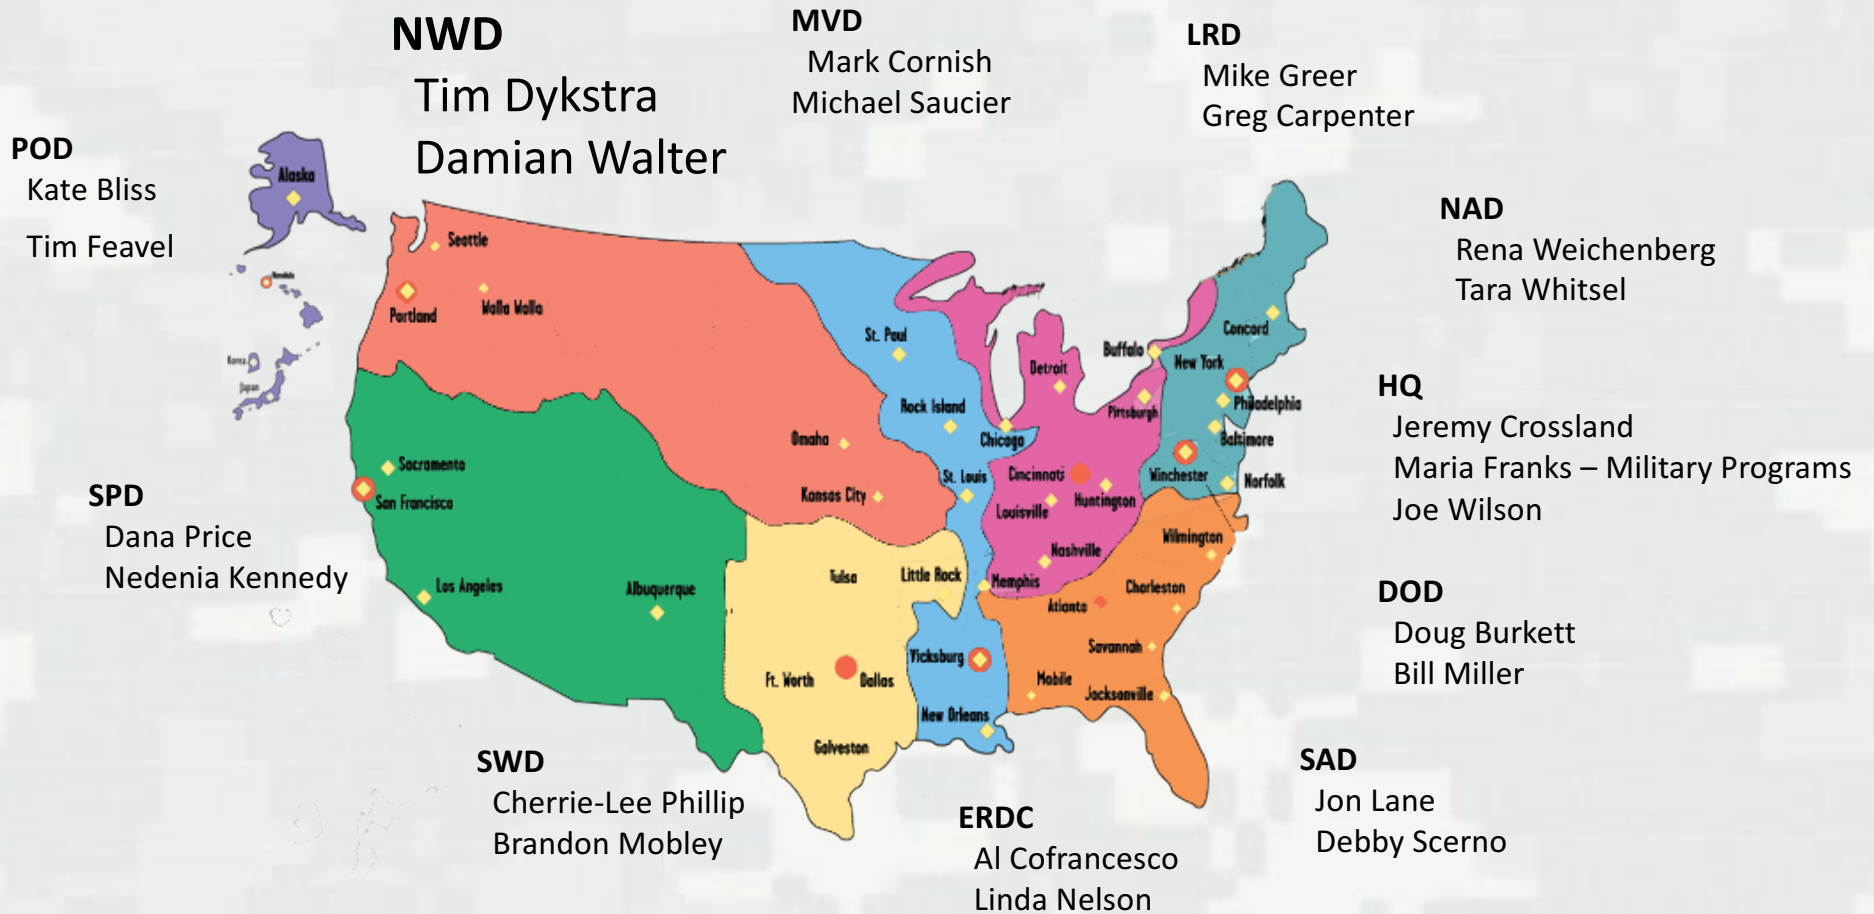 NWD
Tim Dykstra
Damian Walter
MVD
Mark Cornish
Michael Saucier
LRD
Mike Greer
Greg Carpenter
POD
Kate Bliss
Tim Feavel
NAD
Rena Weichenberg
Tara Whitsel
HQ
Jeremy Crossland
Maria Franks – Military Programs
Joe Wilson
SPD
Dana Price
Nedenia Kennedy
DOD
Doug Burkett
Bill Miller
SWD
Cherrie-Lee Phillip
Brandon Mobley
ERDC
Al Cofrancesco
Linda Nelson
SAD
Jon Lane
Debby Scerno
Alaska
Honolulu
Korea
Japan
Seattle
Portland
Walla Walla
St. Paul
Rock Island
Omaha
Kansas City
St. Louis
Chicago
Detroit
Buffalo
Pittsburgh
Cincinnati
Louisville
Huntington
Nashville
Memphis
Concord
New York
Philadelphia
Baltimore
Winchester
Norfolk
Sacramento
San Francisco
Los Angeles
Albuquerque
Tulsa
Little Rock
Ft. Worth
Dallas
Galveston
Vicksburg
New Orleans
Wilmington
Charleston
Atlanta
Savannah
Mobile
Jacksonville